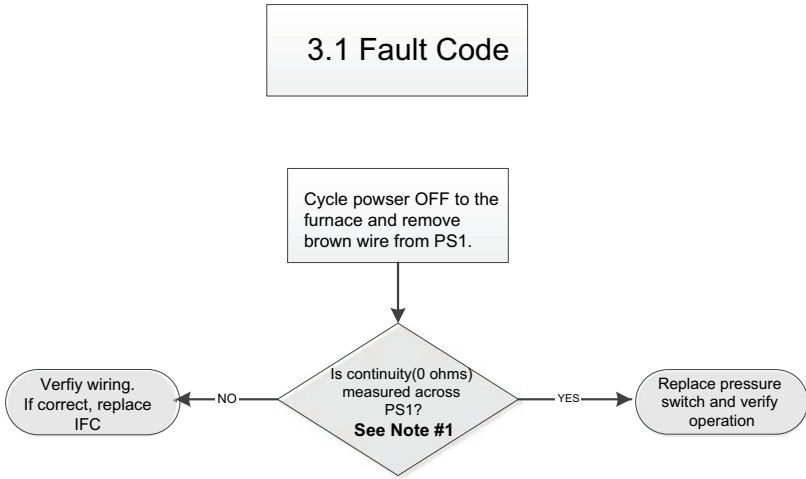 3.1 Fault Code
Cycle powser OFF to the
furnace and remove
brown wire from PS1.
Is continuity(0 ohms)
measured across
PS1?
See Note #1
NO
YES
Verfiy wiring.
If correct, replace
IFC
Replace pressure
switch and verify
operation